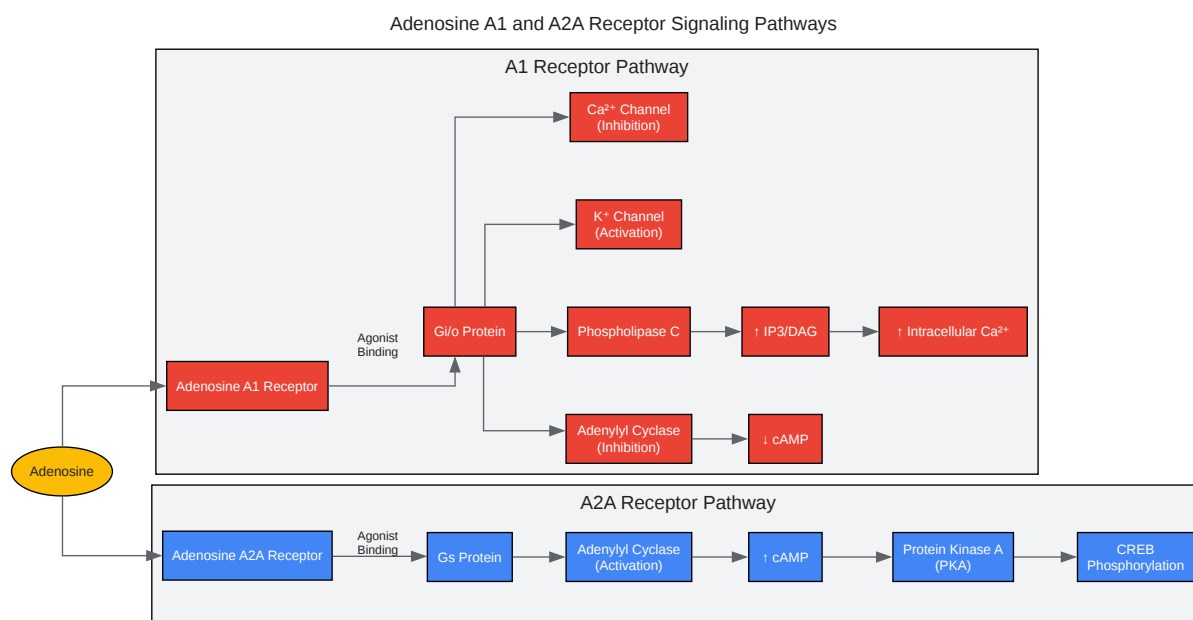 Adenosine A1 and A2A Receptor Signaling Pathways
A1 Receptor Pathway
Ca²⁺ Channel
(Inhibition)
K⁺ Channel
(Activation)
Gi/o Protein
Phospholipase C
↑ IP3/DAG
↑ Intracellular Ca²⁺
Agonist
Binding
Adenosine A1 Receptor
Adenylyl Cyclase
(Inhibition)
↓ cAMP
Adenosine
A2A Receptor Pathway
Adenosine A2A Receptor
Agonist
Binding
Gs Protein
Adenylyl Cyclase
(Activation)
↑ cAMP
Protein Kinase A
(PKA)
CREB
Phosphorylation